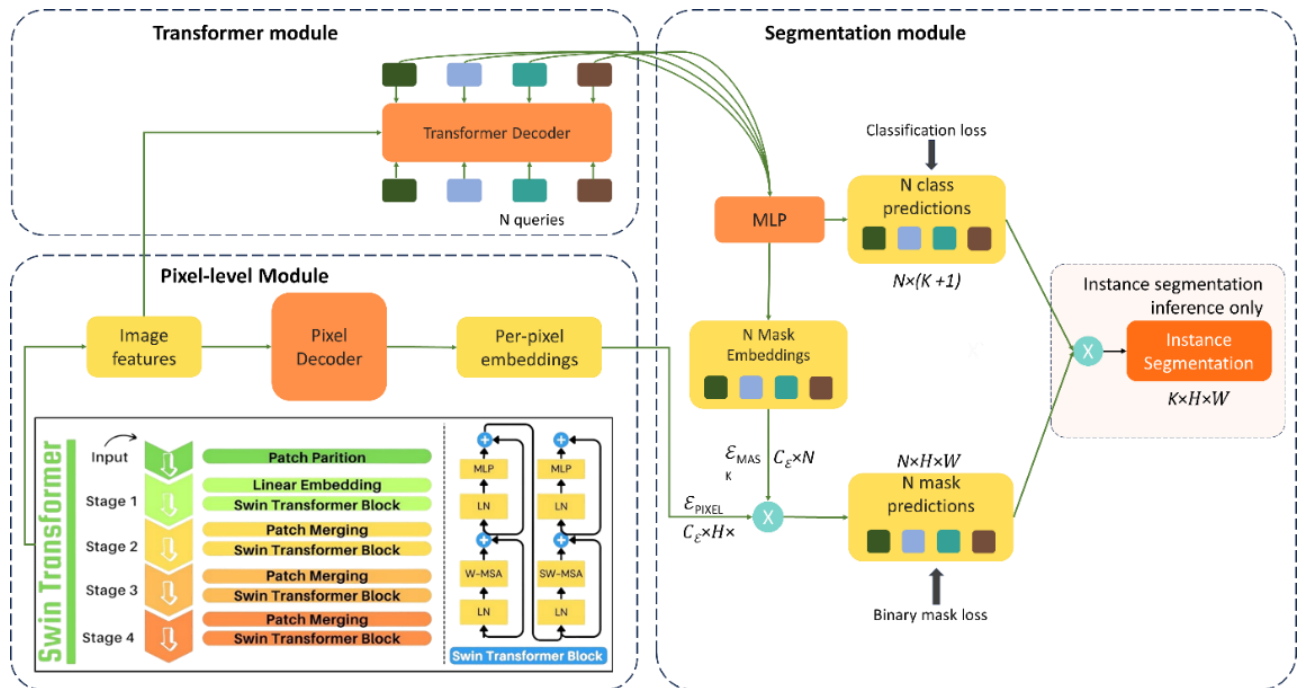 Transformer module
Transformer Decoder
N queries
Pixel-level Module
Image
features
Pixel
Decoder
Per-pixel
embeddings
Swin Transformer
Input
Patch Parition
Stage 1
Linear Embedding
Swin Transformer Block
Stage 2
Patch Merging
Swin Transformer Block
Stage 3
Patch Merging
Swin Transformer Block
Stage 4
Patch Merging
Swin Transformer Block
MLP
LN
W-MSA
LN
MLP
LN
SW-MSA
LN
Swin Transformer Block
Segmentation module
Classification loss
MLP
N class
predictions
N×(K +1)
N Mask
Embeddings
ℰMAS
K
Cℰ×N
ℰPIXEL
Cℰ×H×
X
N×H×W
N mask
predictions
Binary mask loss
Instance segmentation
inference only
X
Instance
Segmentation
K×H×W